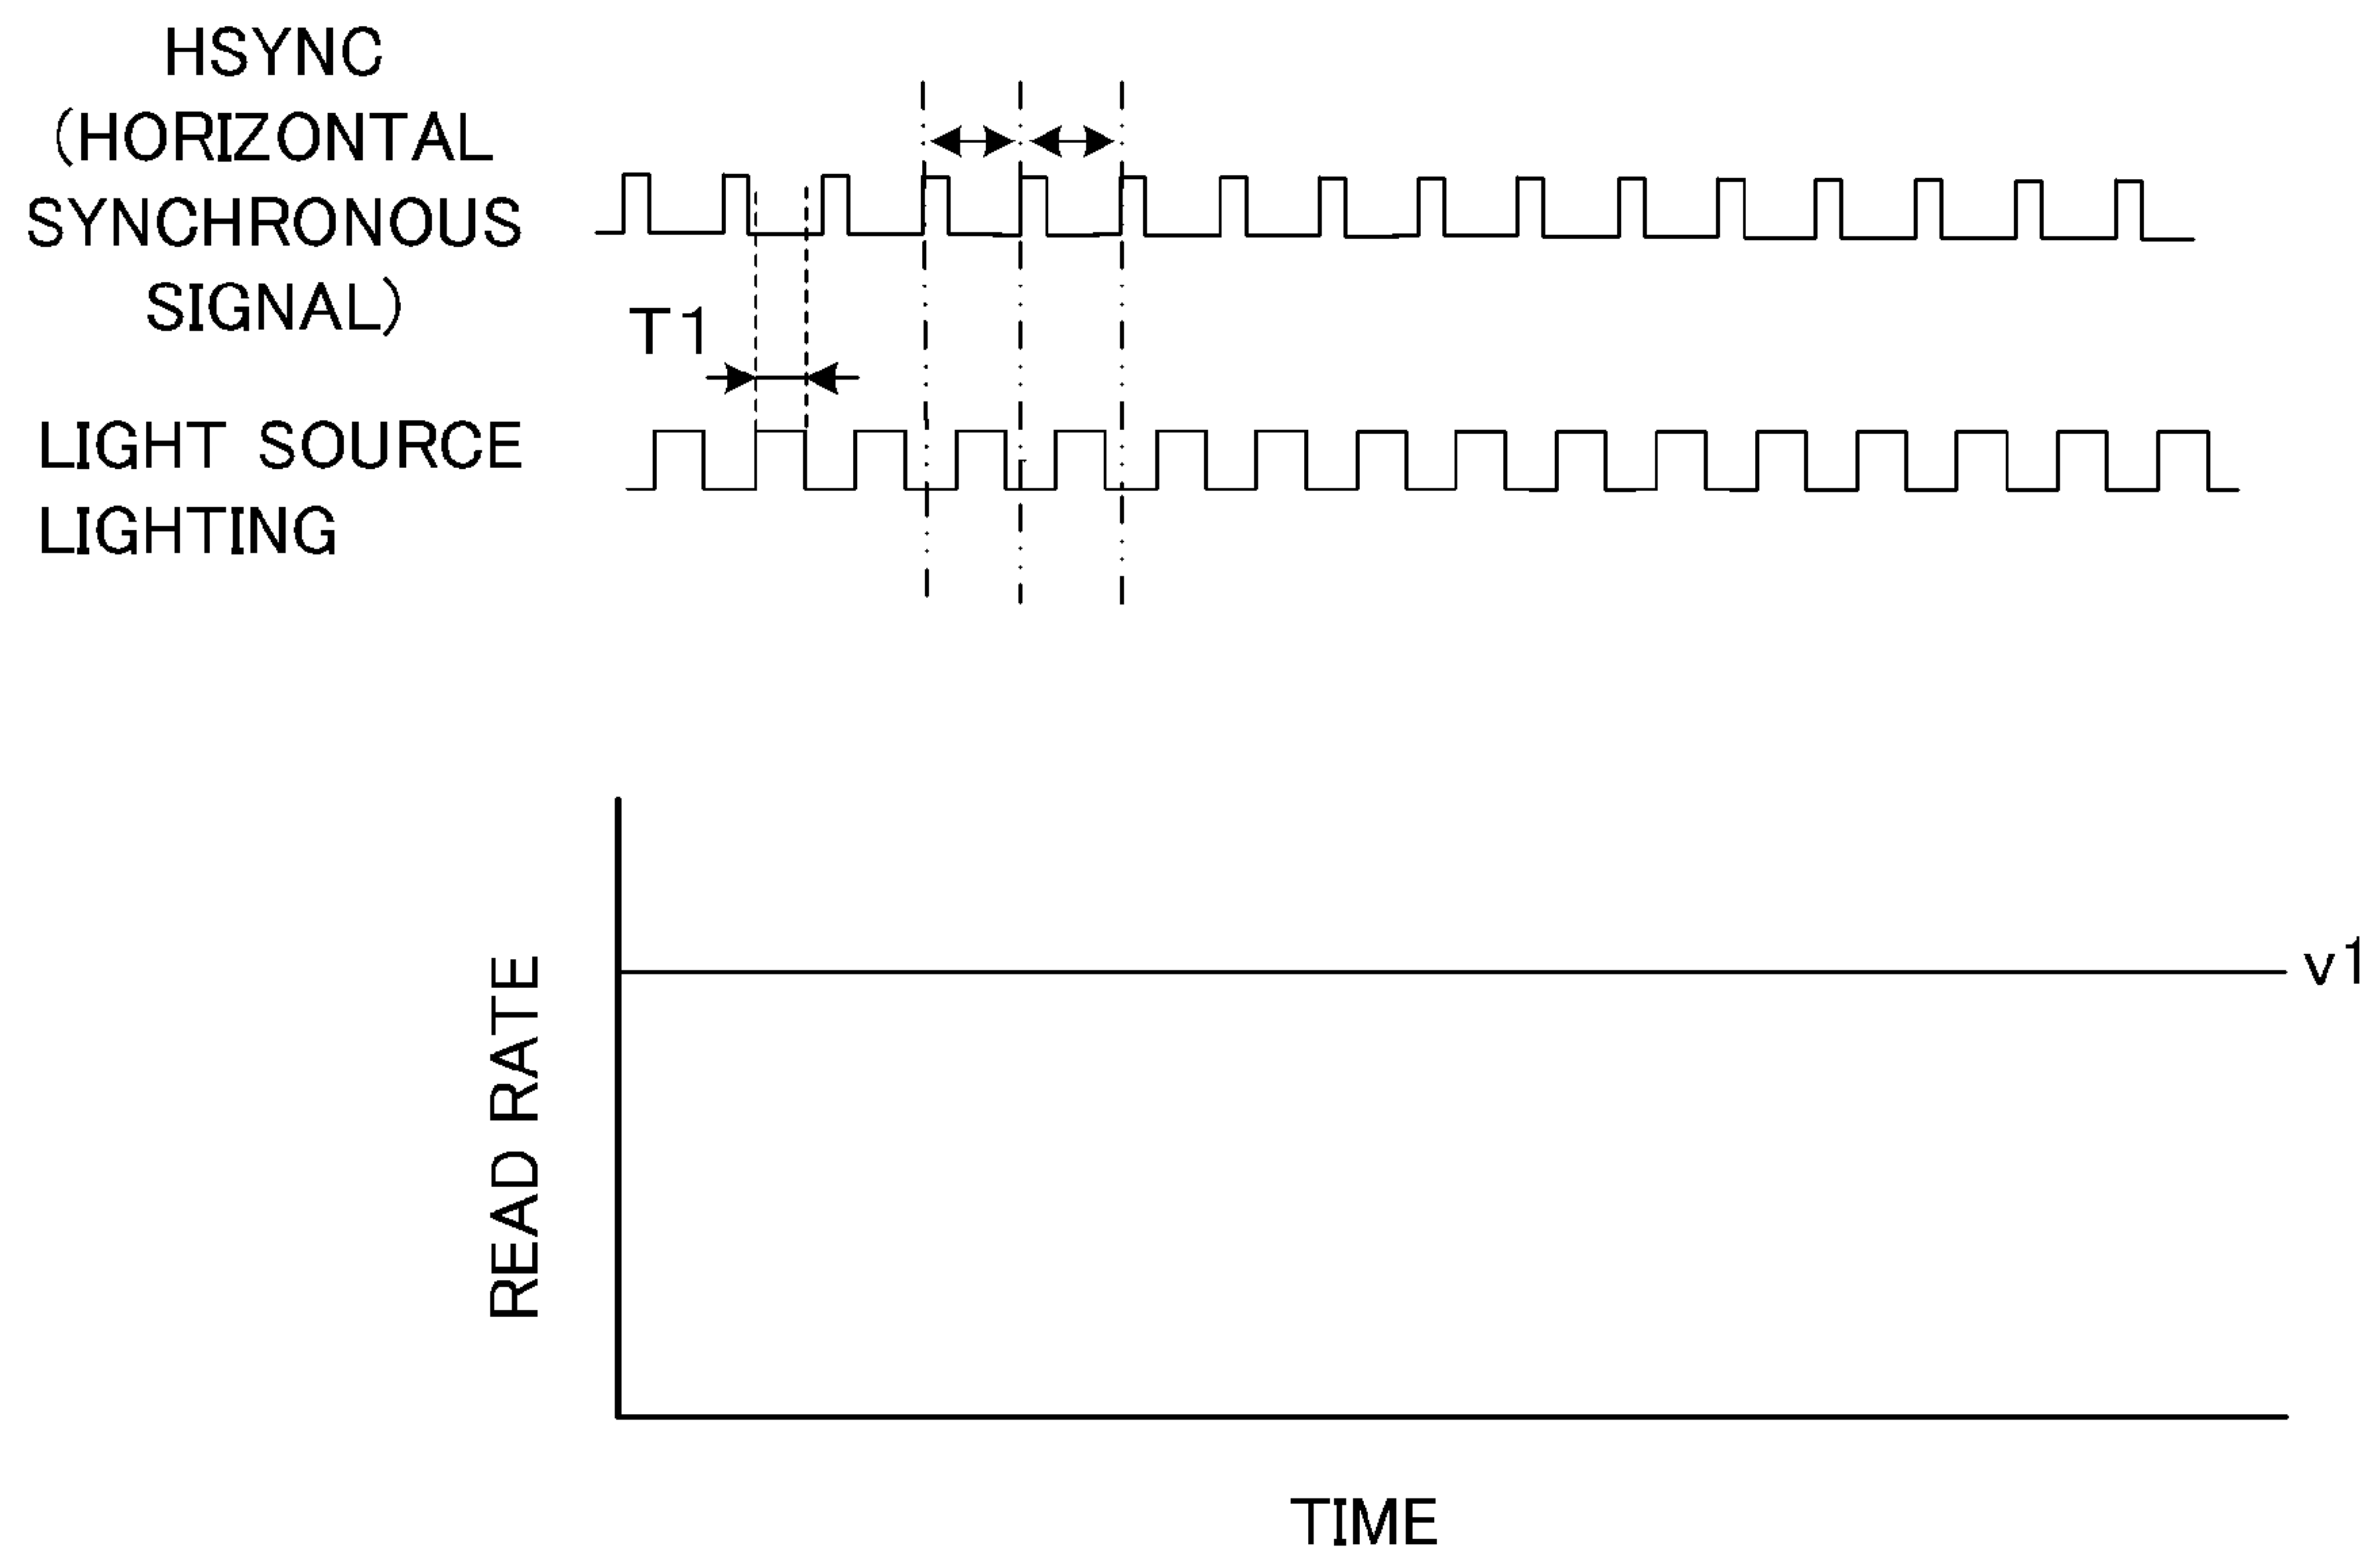 HSYNC
(HORIZONTAL
SYNCHRONOUS
SIGNAL)
T1
LIGHT SOURCE
LIGHTING
v1
READ RATE
TIME